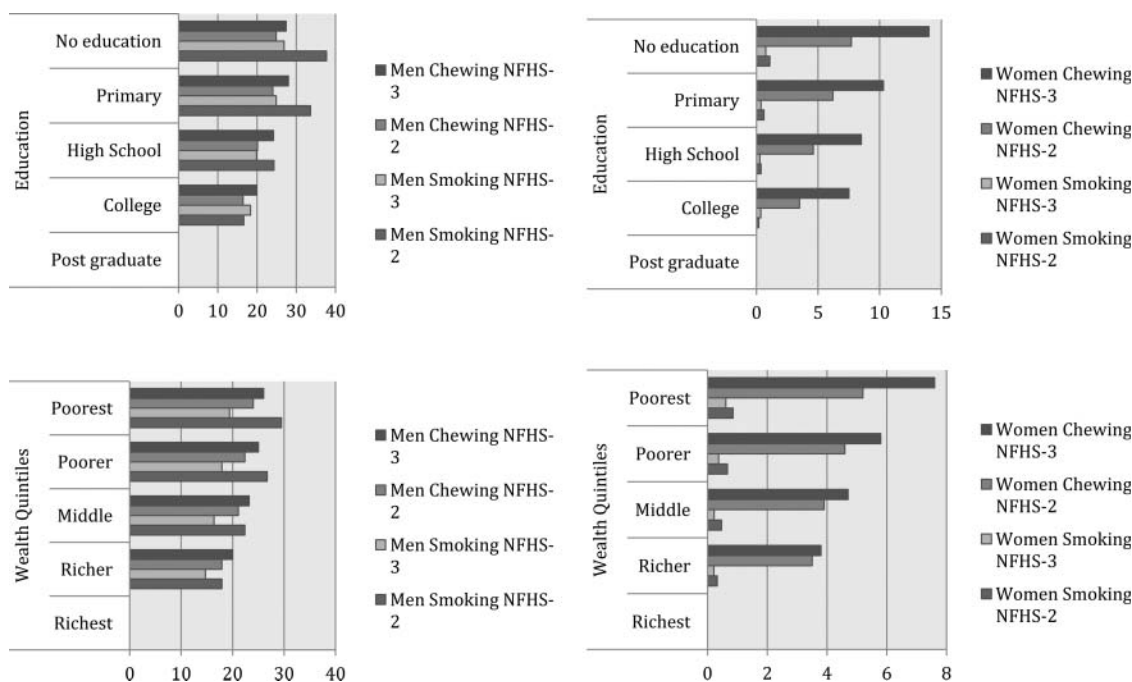 No education
Primary
High School
College
Post graduate
Education
0 10 20 30 40
Men Chewing NFHS-
3
Men Chewing NFHS-
2
Men Smoking NFHS-
3
Men Smoking NFHS-
2
No education
Primary
High School
College
Post graduate
Education
0 5 10 15
Women Chewing
NFHS-3
Women Chewing
NFHS-2
Women Smoking
NFHS-3
Women Smoking
NFHS-2
Poorest
Poorer
Middle
Richer
Richest
Wealth Quintiles
0 10 20 30 40
Men Chewing NFHS-
3
Men Chewing NFHS-
2
Men Smoking NFHS-
3
Men Smoking NFHS-
2
Poorest
Poorer
Middle
Richer
Richest
Wealth Quintiles
0 2 4 6 8
Women Chewing
NFHS-3
Women Chewing
NFHS-2
Women Smoking
NFHS-3
Women Smoking
NFHS-2